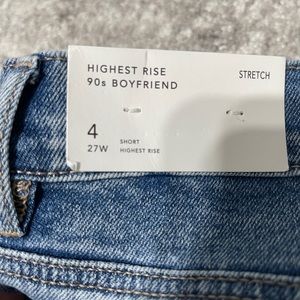 HIGHEST RISE
90s BOYFRIEND
STRETCH
4
27W
SHORT
HIGHEST RISE